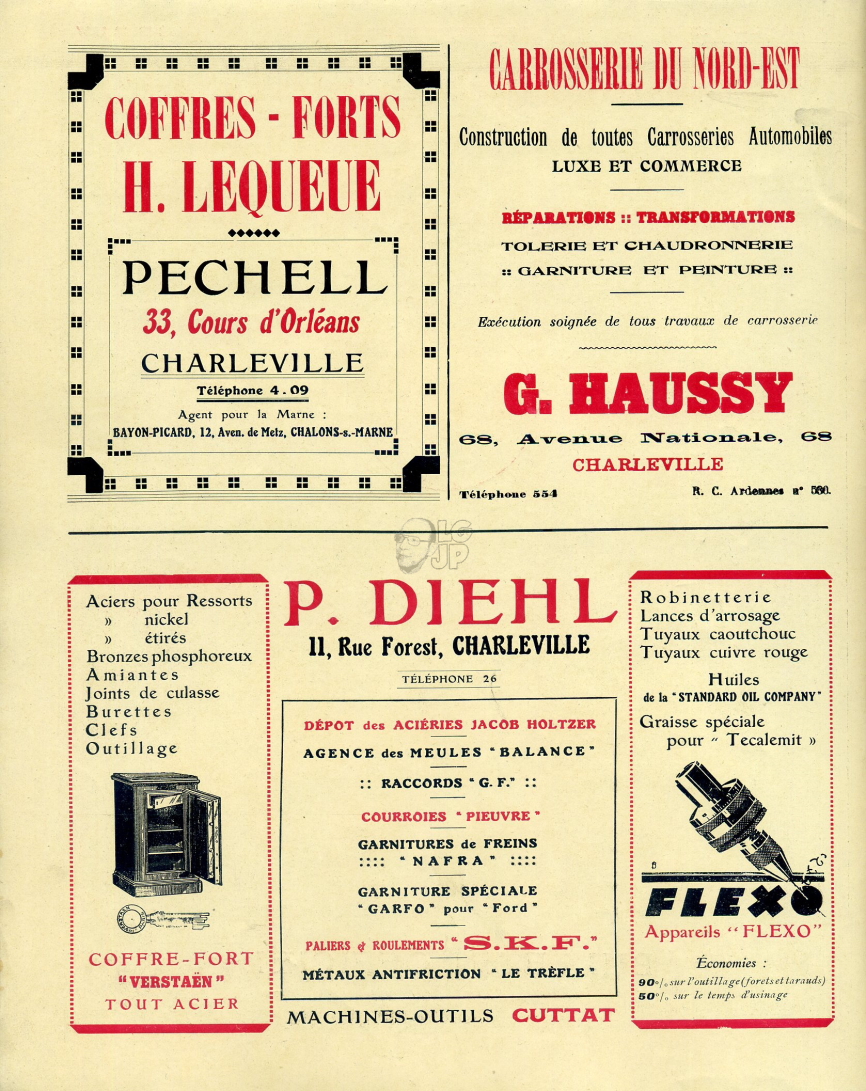 COFFRES - FORTS
H. LEQUEUE
PECHELL
33, Cours d'Orléans
CHARLEVILLE
Téléphone 4.09
Agent pour la Marne :
BAYON-PICARD, 12, Aven. de Metz, CHALONS-s.-MARNE
CARROSSERIE DU NORD-EST
Construction de toutes Carrosseries Automobiles
LUXE ET COMMERCE
RÉPARATIONS :: TRANSFORMATIONS
TOLERIE ET CHAUDRONNERIE
:: GARNITURE ET PEINTURE ::
Exécution soignée de tous travaux de carrosserie
G. HAUSSY
68, Avenue Nationale, 68
CHARLEVILLE
Téléphone 554
R. C. Ardennes n°
LG
JP
Aciers pour Ressorts
» nickel
» étirés
Bronzes phosphoreux
Amiantes
Joints de culasse
Burettes
Clefs
Outillage
COFFRE-FORT
"VERSTAËN"
TOUT ACIER
P. DIEHL
11, Rue Forest, CHARLEVILLE
TÉLÉPHONE 26
DÉPOT des ACIÉRIES JACOB HOLTZER
AGENCE des MEULES "BALANCE"
:: RACCORDS "G. F." ::
COURROIES "PIEUVRE"
GARNITURES de FREINS
:::: "NAFRA" ::::
GARNITURE SPÉCIALE
"GARFO" pour "Ford"
PALIERS & ROULEMENTS "S.K.F."
MÉTAUX ANTIFRICTION "LE TRÈFLE"
MACHINES-OUTILS CUTTAT
Robinetterie
Lances d'arrosage
Tuyaux caoutchouc
Tuyaux cuivre rouge
Huiles
de la "STANDARD OIL COMPANY"
Graisse spéciale
pour " Tecalemit »
FLEXO
Appareils "FLEXO"
Économies :
90 % sur l'outillage (forets et tarauds)
50 % sur le temps d'usinage